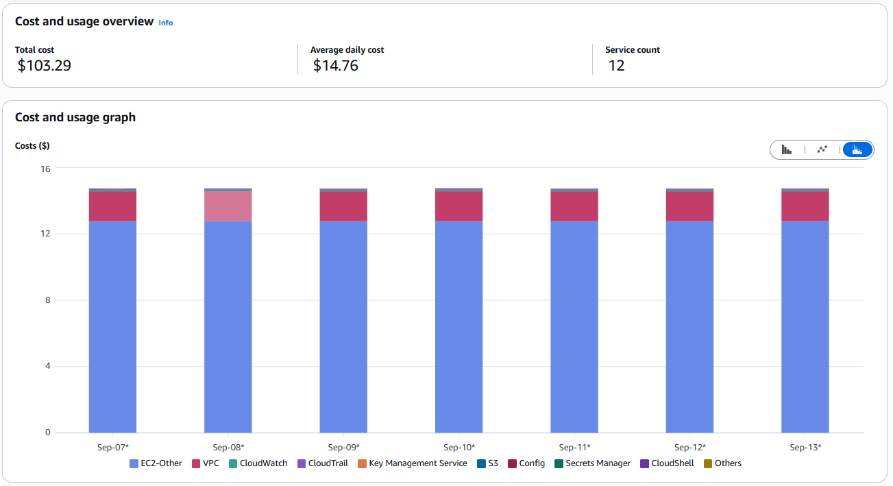 Cost and usage overview Info
Total cost Average daily cost Service count
$103.29 $14.76 12
Cost and usage graph
Costs ($)
16
12
8
4
0
Sep-07* Sep-08* Sep-09* Sep-10* Sep-11* Sep-12* Sep-13*
EC2-Other VPC CloudWatch CloudTrail Key Management Service S3 Config Secrets Manager CloudShell Others